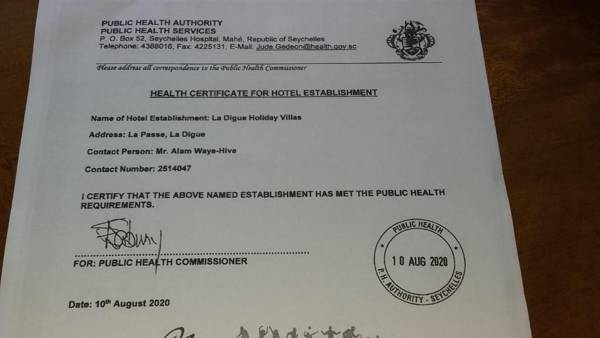 PUBLIC HEALTH AUTHORITY
PUBLIC HEALTH SERVICES
P. O. Box 52, Seychelles Hospital, Mahé, Republic of Seychelles
Telephone: 4388016, Fax: 4225131, E-Mail: Jude.Gedeon@health.gov.sc
Please address all correspondence to the Public Health Commissioner
HEALTH CERTIFICATE FOR HOTEL ESTABLISHMENT
Name of Hotel Establishment: La Digue Holiday Villas
Address: La Passe, La Digue
Contact Person: Mr. Alam Waye-Hive
Contact Number: 2514047
I CERTIFY THAT THE ABOVE NAMED ESTABLISHMENT HAS MET THE PUBLIC HEALTH
REQUIREMENTS.
FOR: PUBLIC HEALTH COMMISSIONER
PUBLIC HEALTH
10 AUG 2020
P.H. AUTHORITY - SEYCHELLES
Date: 10th August 2020